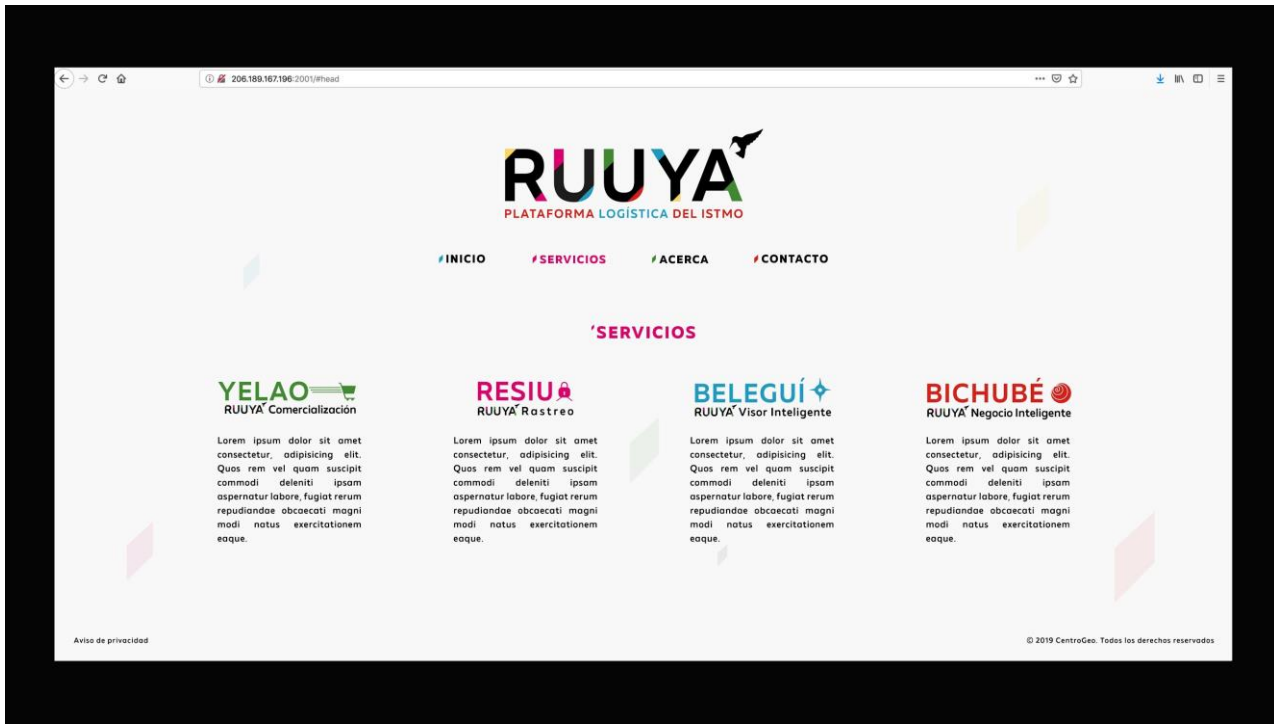 206.189.167.196:2001/#head
RUUYA
PLATAFORMA LOGÍSTICA DEL ISTMO
INICIO SERVICIOS ACERCA CONTACTO
SERVICIOS
YELAO
RUUYA Comercialización
Lorem ipsum dolor sit amet
consectetur, adipisicing elit.
Quos rem vel quam suscipit
commodi deleniti ipsam
aspernatur labore, fugiat rerum
repudiandae obcaecati magni
modi natus exercitationem
eaque.
RESIU
RUUYA Rastreo
Lorem ipsum dolor sit amet
consectetur, adipisicing elit.
Quos rem vel quam suscipit
commodi deleniti ipsam
aspernatur labore, fugiat rerum
repudiandae obcaecati magni
modi natus exercitationem
eaque.
BELEGUÍ
RUUYA Visor Inteligente
Lorem ipsum dolor sit amet
consectetur, adipisicing elit.
Quos rem vel quam suscipit
commodi deleniti ipsam
aspernatur labore, fugiat rerum
repudiandae obcaecati magni
modi natus exercitationem
eaque.
BICHUBÉ
RUUYA Negocio Inteligente
Lorem ipsum dolor sit amet
consectetur, adipisicing elit.
Quos rem vel quam suscipit
commodi deleniti ipsam
aspernatur labore, fugiat rerum
repudiandae obcaecati magni
modi natus exercitationem
eaque.
Aviso de privacidad
© 2019 CentroGeo. Todos los derechos reservados